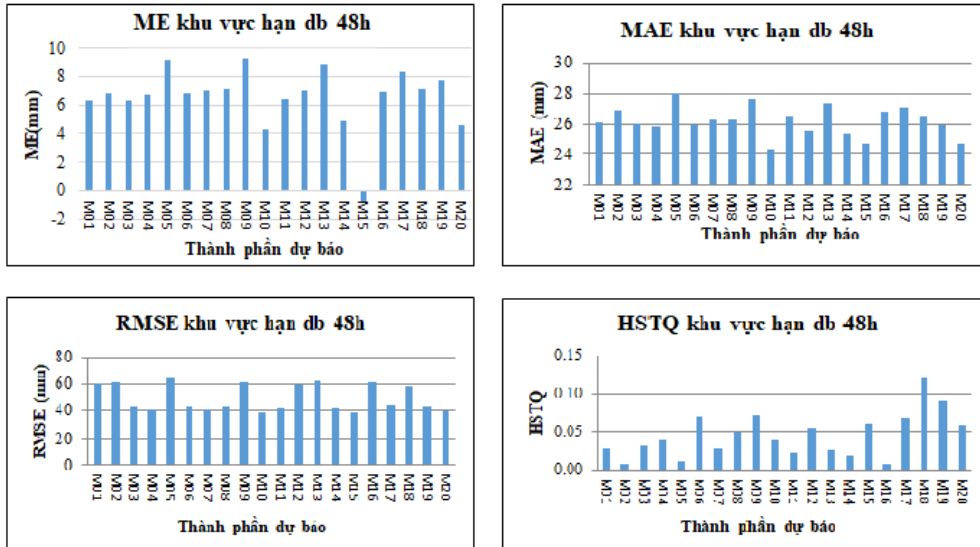 ME khu vực hạn db 48h
10
8
6
4
2
0
-2
ME(mm)
M01 M02 M03 M04 M05 M06 M07 M08 M09 M10 M11 M12 M13 M14 M15 M16 M17 M18 M19 M20
Thành phần dự báo
MAE khu vực hạn db 48h
30
28
26
24
22
MAE (mm)
M01 M02 M03 M04 M05 M06 M07 M08 M09 M10 M11 M12 M13 M14 M15 M16 M17 M18 M19 M20
Thành phần dự báo
RMSE khu vực hạn db 48h
80
60
40
20
0
RMSE (mm)
M01 M02 M03 M04 M05 M06 M07 M08 M09 M10 M11 M12 M13 M14 M15 M16 M17 M18 M19 M20
Thành phần dự báo
HSTQ khu vực hạn db 48h
0.15
0.10
0.05
0.00
HSTQ
M01 M02 M03 M04 M05 M06 M07 M08 M09 M10 M11 M12 M13 M14 M15 M16 M17 M18 M19 M20
Thành phần dự báo